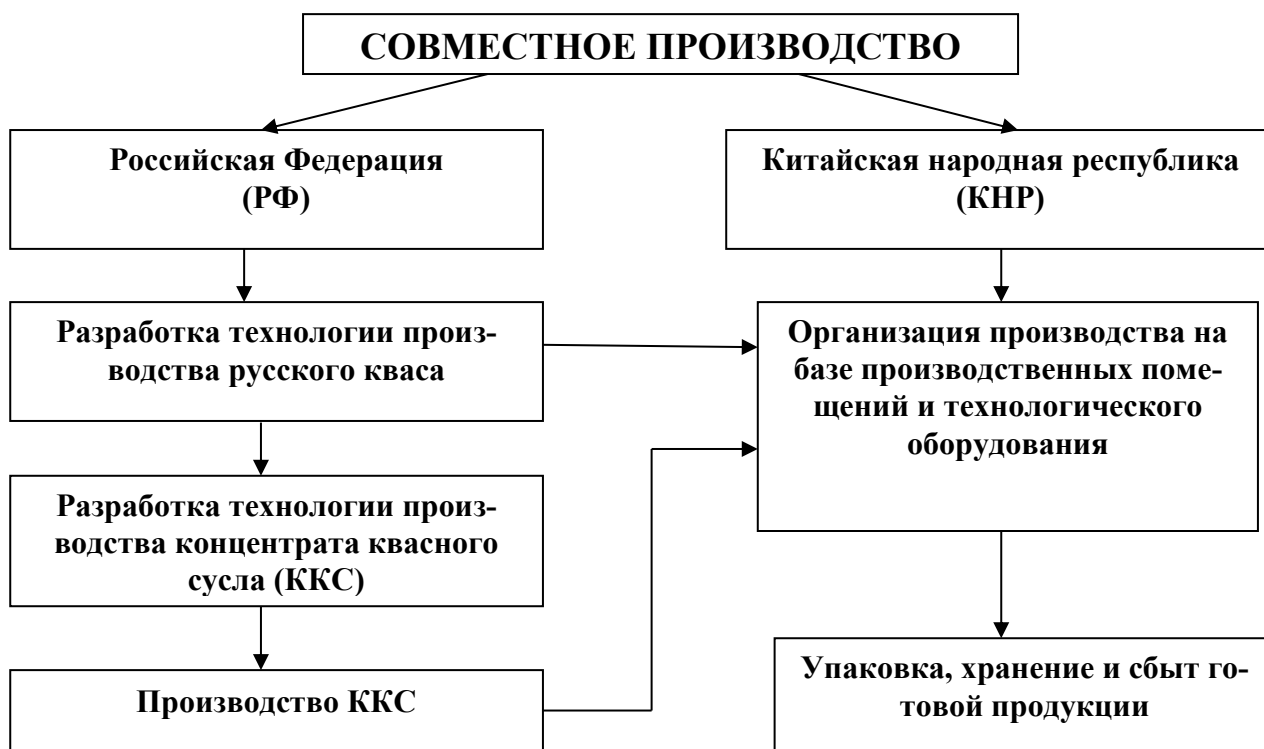 СОВМЕСТНОЕ ПРОИЗВОДСТВО
Российская Федерация
(РФ)
Китайская народная республика
(КНР)
Разработка технологии произ-
водства русского кваса
Организация производства на
базе производственных поме-
щений и технологического
оборудования
Разработка технологии произ-
водства концентрата квасного
сусла (ККС)
Производство ККС
Упаковка, хранение и сбыт го-
товой продукции